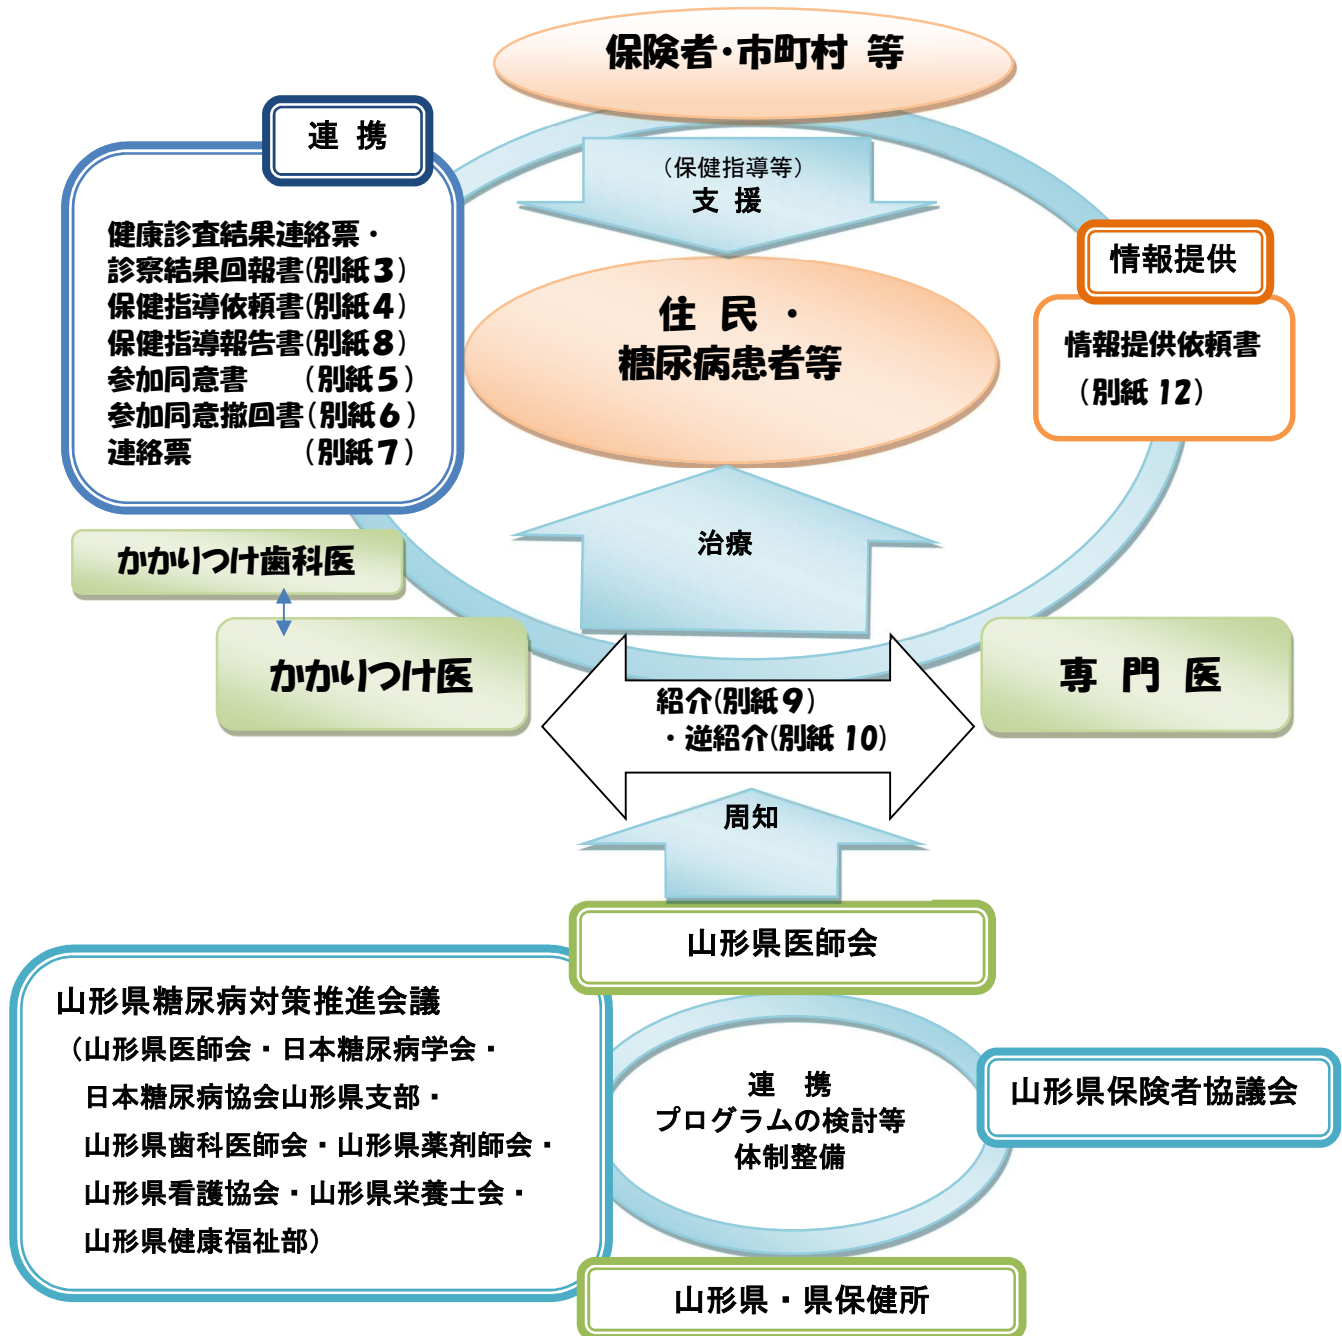 保険者・市町村 等
連 携
(保健指導等)
支 援
健康診査結果連絡票・
診察結果回報書(別紙3)
保健指導依頼書(別紙4)
保健指導報告書(別紙8)
参加同意書 (別紙5)
参加同意撤回書(別紙6)
連絡票 (別紙7)
情報提供
情報提供依頼書
(別紙 12)
住 民 ・
糖尿病患者等
治療
かかりつけ歯科医
かかりつけ医
専 門 医
紹介(別紙9)
・逆紹介(別紙 10)
周知
山形県医師会
山形県糖尿病対策推進会議
(山形県医師会・日本糖尿病学会・
日本糖尿病協会山形県支部・
山形県歯科医師会・山形県薬剤師会・
山形県看護協会・山形県栄養士会・
山形県健康福祉部)
連 携
プログラムの検討等
体制整備
山形県保険者協議会
山形県・県保健所